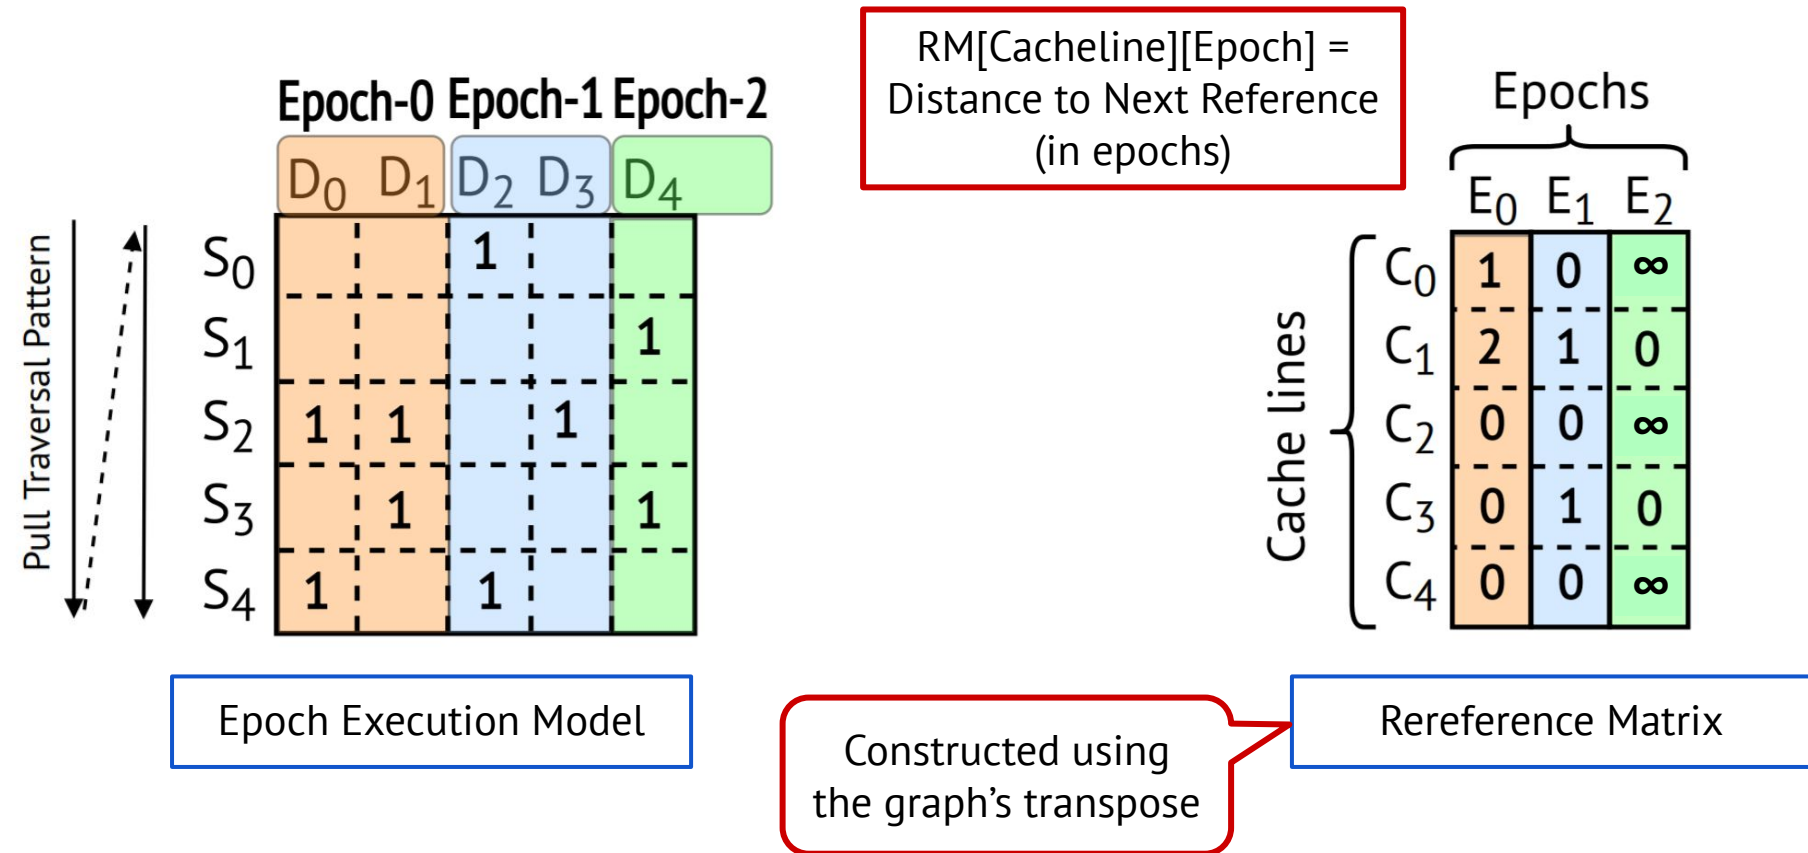 RM[Cacheline][Epoch] =
Distance to Next Reference
(in epochs)
Epoch-0 Epoch-1 Epoch-2
D0 D1 D2 D3 D4
Pull Traversal Pattern
S0 1
S1 1
S2 1 1 1
S3 1 1
S4 1 1
Epoch Execution Model
Epochs
E0 E1 E2
Cache lines
C0 1 0 ∞
C1 2 1 0
C2 0 0 ∞
C3 0 1 0
C4 0 0 ∞
Constructed using
the graph’s transpose
Rereference Matrix